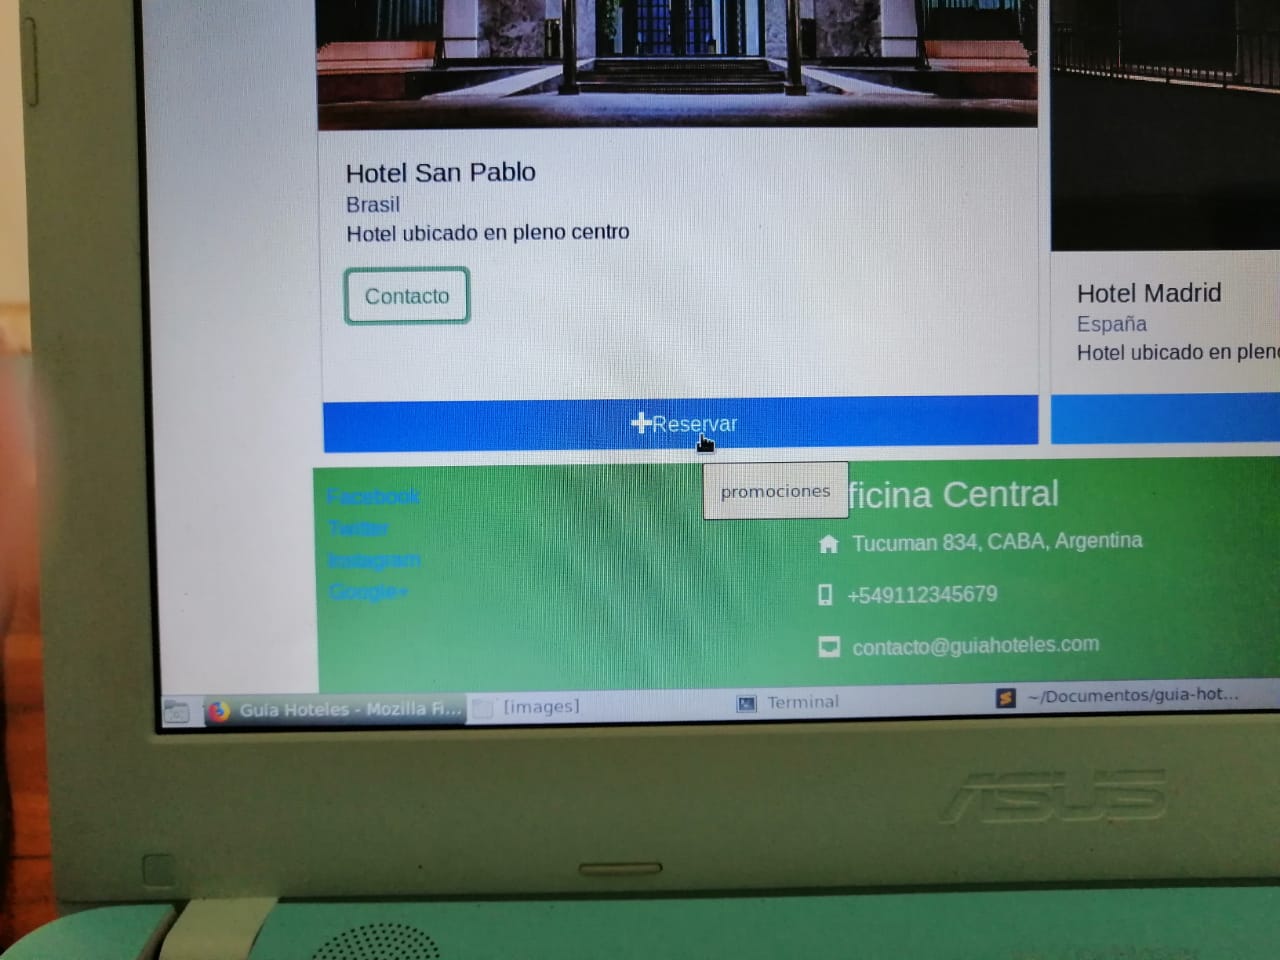 Hotel San Pablo
Brasil
Hotel ubicado en pleno centro
Contacto
Reservar
Hotel Madrid
España
Hotel ubicado en
promociones
Facebook
Twitter
Instagram
Google+
ficina Central
Tucuman 834, CABA, Argentina
+549112345679
contacto@guiahoteles.com
Guía Hoteles - Mozilla Fi...
[images]
Terminal
~/Documentos/guia-hot...
ASUS